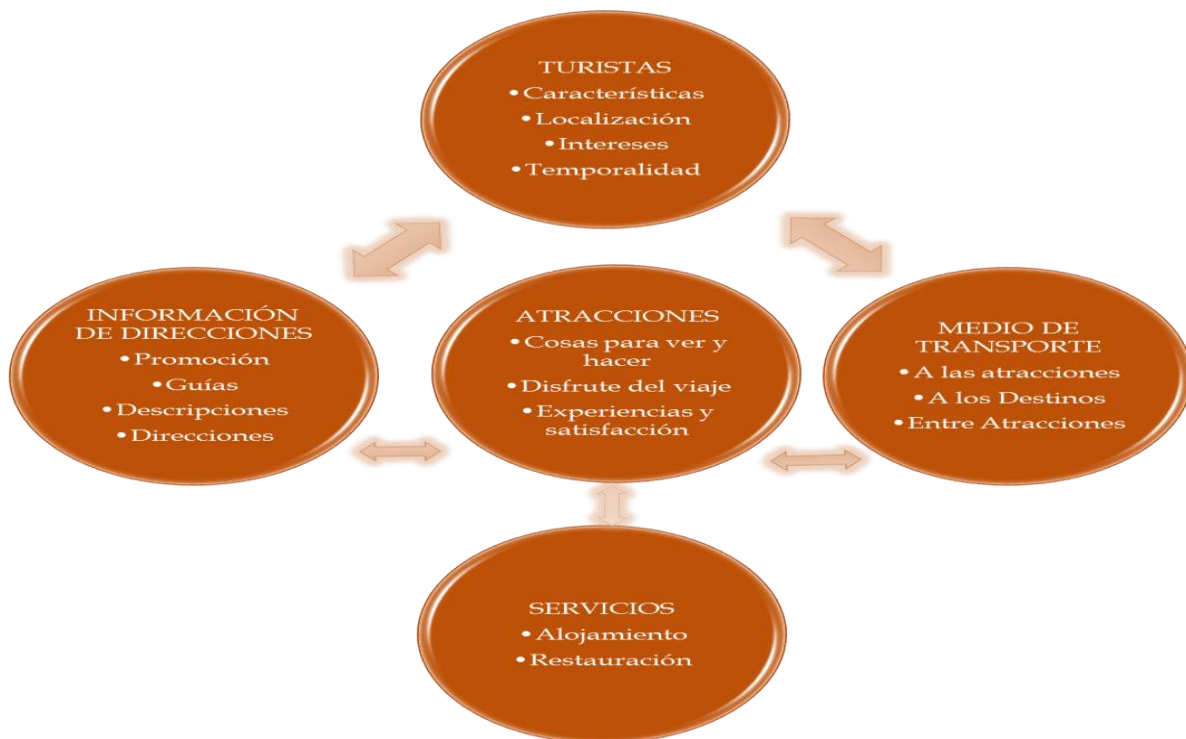 TURISTAS
•Características
•Localización
•Intereses
•Temporalidad
INFORMACIÓN
DE DIRECCIONES
•Promoción
•Guías
•Descripciones
•Direcciones
ATRACCIONES
•Cosas para ver y
hacer
•Disfrute del viaje
•Experiencias y
satisfacción
MEDIO DE
TRANSPORTE
•A las atracciones
•A los Destinos
•Entre Atracciones
SERVICIOS
•Alojamiento
•Restauración